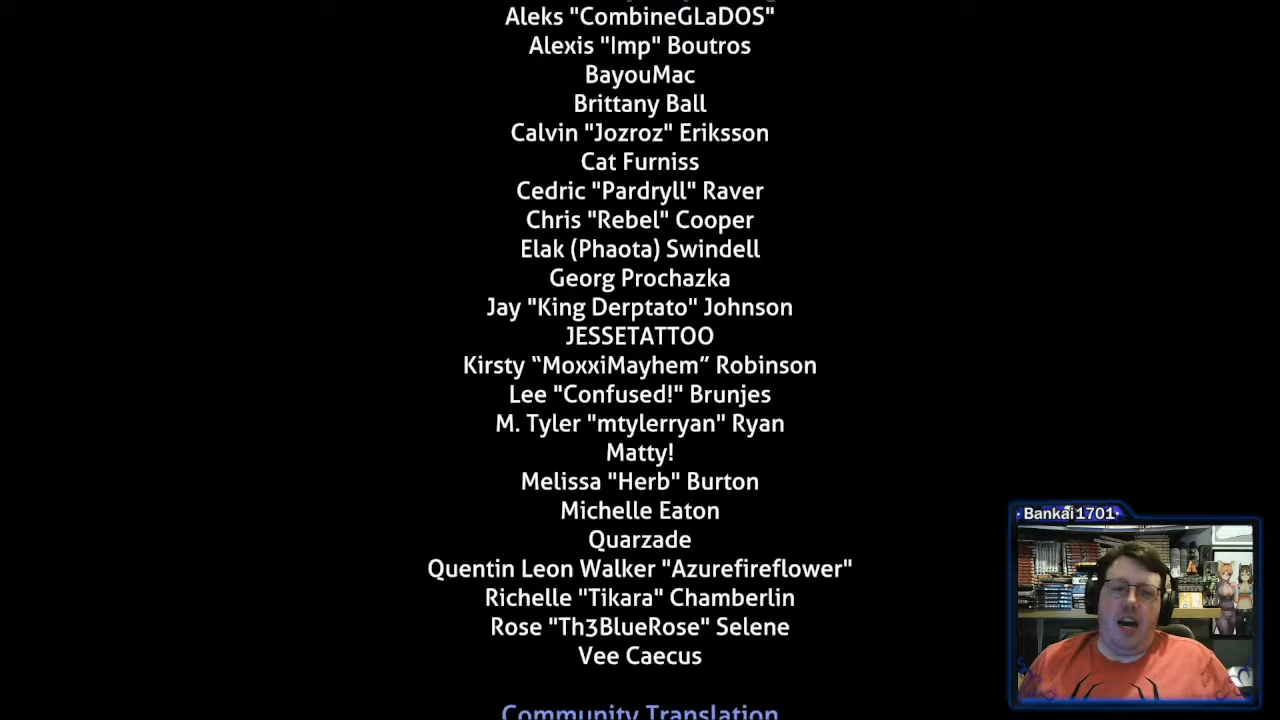 Aleks "CombineGLaDOS"
Alexis "Imp" Boutros
BayouMac
Brittany Ball
Calvin "Jozroz" Eriksson
Cat Furniss
Cedric "Pardryll" Raver
Chris "Rebel" Cooper
Elak (Phaota) Swindell
Georg Prochazka
Jay "King Derptato" Johnson
JESSETATTOO
Kirsty “MoxxiMayhem” Robinson
Lee "Confused!" Brunjes
M. Tyler "mtylerryan" Ryan
Matty!
Melissa "Herb" Burton
Michelle Eaton
Quarzade
Quentin Leon Walker "Azurefireflower"
Richelle "Tikara" Chamberlin
Rose "Th3BlueRose" Selene
Vee Caecus
Community Translation
Bankai1701